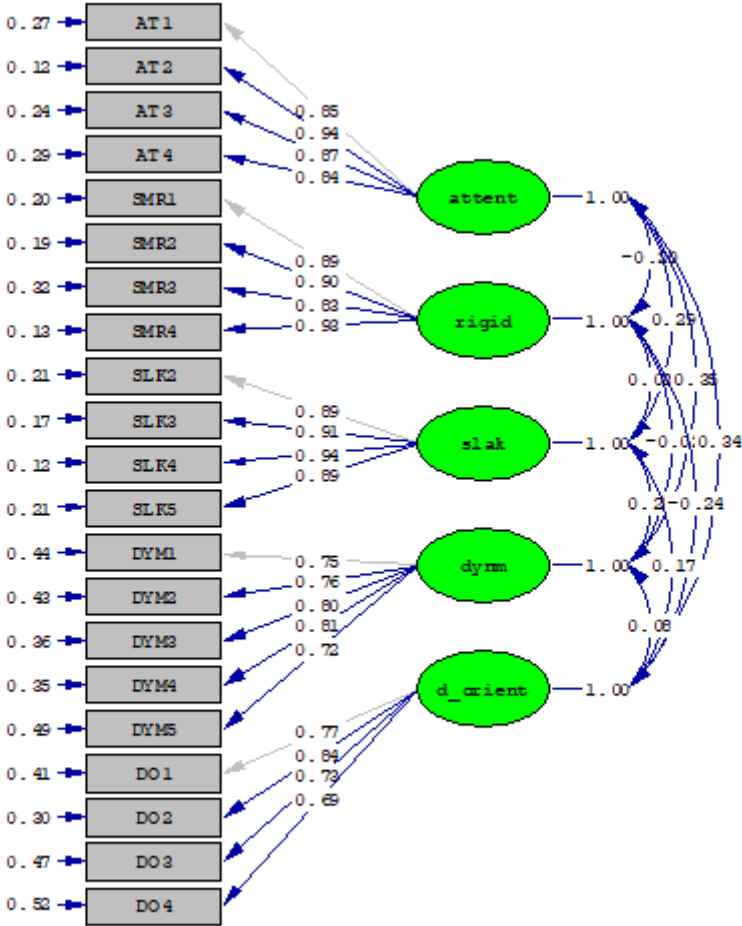 0.27 AT1
0.12 AT2
0.24 AT3
0.29 AT4
0.20 SMR1
0.19 SMR2
0.32 SMR3
0.13 SMR4
0.21 SLK2
0.17 SLK3
0.12 SLK4
0.21 SLK5
0.44 DYM1
0.43 DYM2
0.36 DYM3
0.35 DYM4
0.49 DYM5
0.41 DO1
0.30 DO2
0.47 DO3
0.52 DO4
0.85
0.94
0.87
0.84
0.89
0.90
0.83
0.93
0.89
0.91
0.94
0.89
0.75
0.76
0.80
0.81
0.72
0.77
0.84
0.73
0.69
attent 1.00
rigid 1.00
slak 1.00
dynm 1.00
d_orient 1.00
0.29
0.35
0.34
-0.24
0.17
0.08